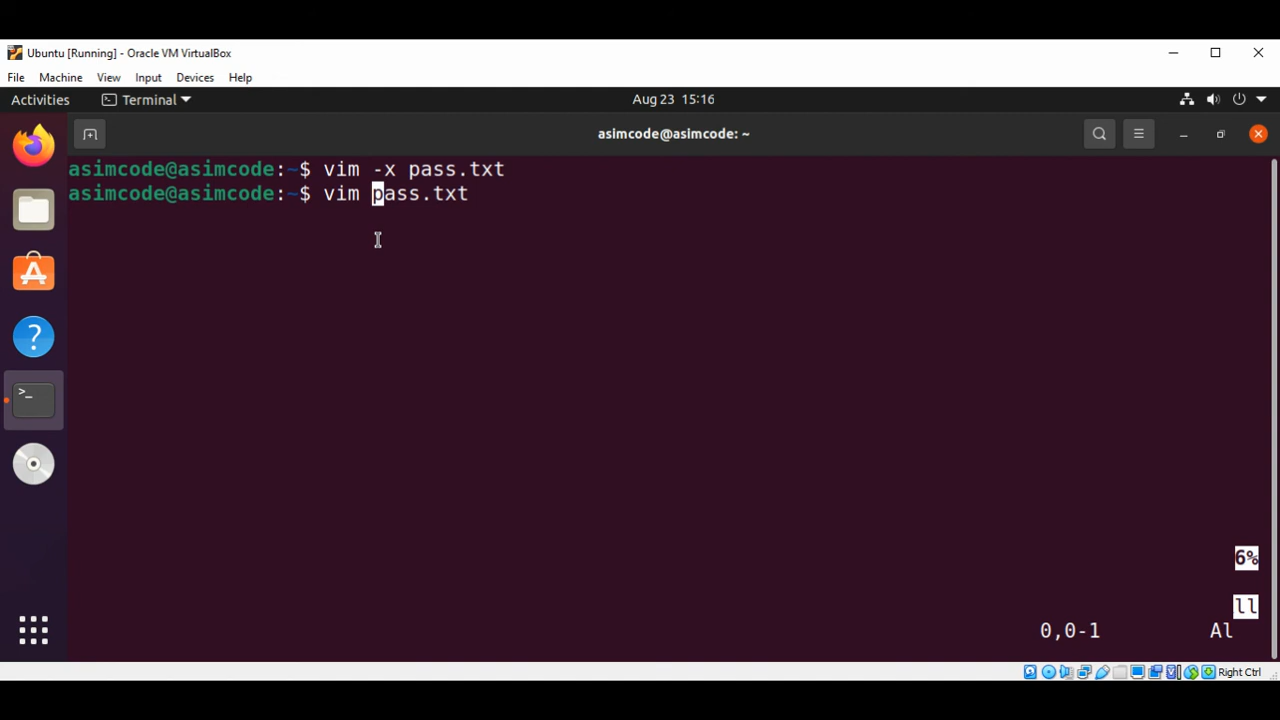 Ubuntu [Running] - Oracle VM VirtualBox
File Machine View Input Devices Help
Activities Terminal Aug 23 15:16
asimcode@asimcode: ~
asimcode@asimcode:~$ vim -x pass.txt
asimcode@asimcode:~$ vim pass.txt
6%
ll
0,0-1 Al
Right Ctrl